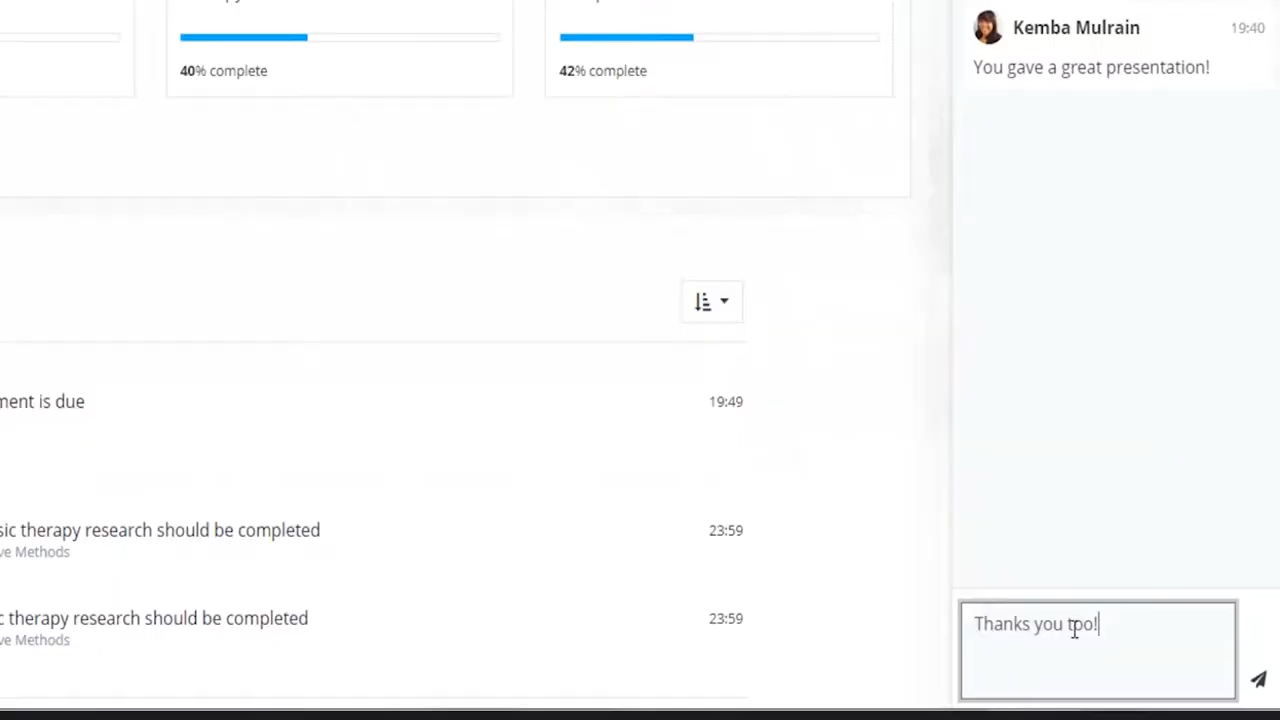 40% complete
42% complete
ment is due
19:49
sic therapy research should be completed
23:59
ve Methods
c therapy research should be completed
23:59
ve Methods
Kemba Mulrain
19:40
You gave a great presentation!
Thanks you too!